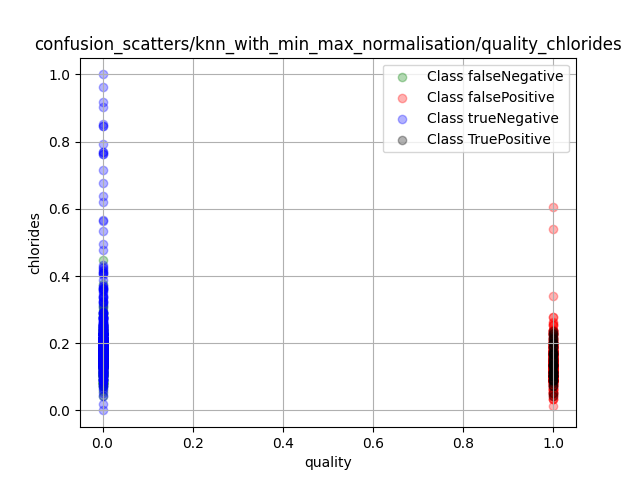 confusion_scatters/knn_with_min_max_normalisation/quality_chlorides
1.0
0.8
0.6
0.4
0.2
0.0
chlorides
Class falseNegative
Class falsePositive
Class trueNegative
Class TruePositive
0.0 0.2 0.4 0.6 0.8 1.0
quality